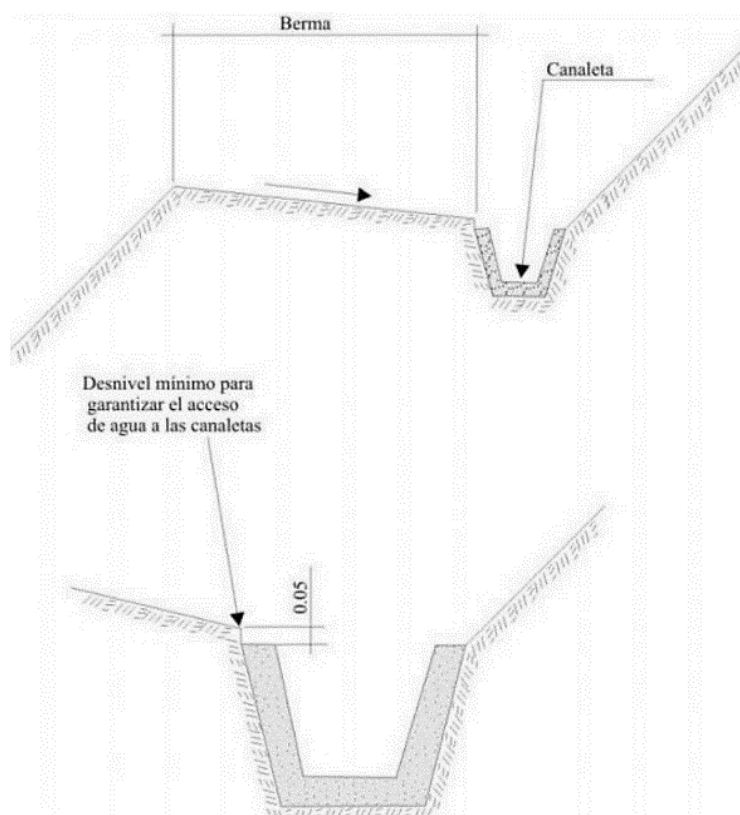 Berma
Canaleta
Desnivel mínimo para
garantizar el acceso
de agua a las canaletas
0.05